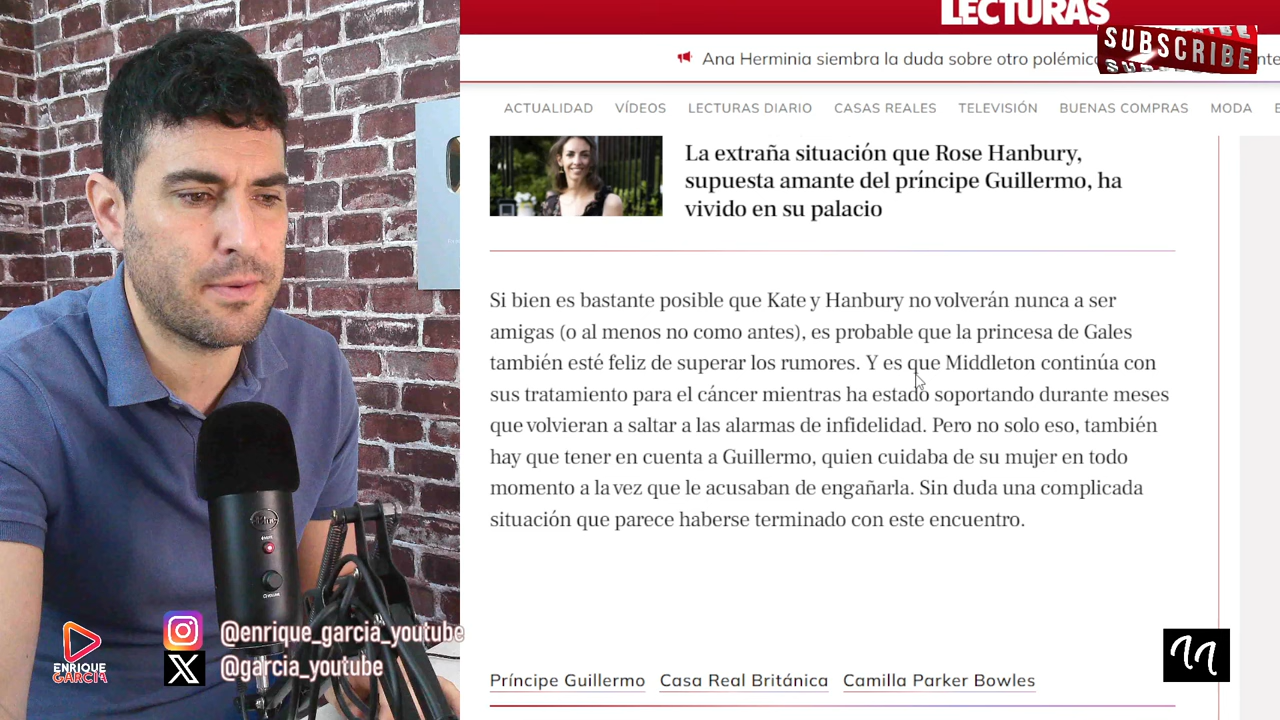 LECTURAS
SUBSCRIBE
Ana Herminia siembra la duda sobre otro polémico
ACTUALIDAD VÍDEOS LECTURAS DIARIO CASAS REALES TELEVISIÓN BUENAS COMPRAS MODA
La extraña situación que Rose Hanbury,
supuesta amante del príncipe Guillermo, ha
vivido en su palacio
Si bien es bastante posible que Kate y Hanbury no volverán nunca a ser
amigas (o al menos no como antes), es probable que la princesa de Gales
también esté feliz de superar los rumores. Y es que Middleton continúa con
sus tratamiento para el cáncer mientras ha estado soportando durante meses
que volvieran a saltar a las alarmas de infidelidad. Pero no solo eso, también
hay que tener en cuenta a Guillermo, quien cuidaba de su mujer en todo
momento a la vez que le acusaban de engañarla. Sin duda una complicada
situación que parece haberse terminado con este encuentro.
Príncipe Guillermo Casa Real Británica Camilla Parker Bowles
@enrique_garcia_youtube
@garcia_youtube
ENRIQUE
GARCIA